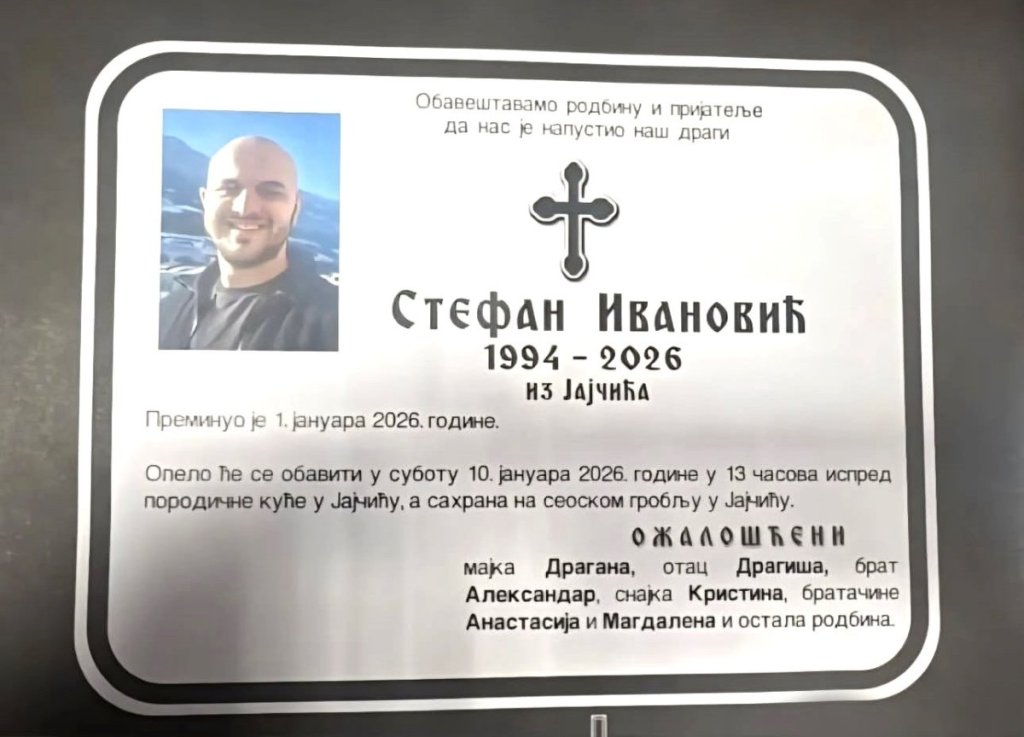 Обавештавамо родбину и пријатеље
да нас је напустио наш драги
Стефан Ивановић
1994 – 2026
из Јајчића
Преминуо је 1. јануара 2026. године.
Опело ће се обавити у суботу 10. јануара 2026. године у 13 часова испред
породичне куће у Јајчићу, а сахрана на сеоском гробљу у Јајчићу.
ОЖАЛОШЋЕНИ
мајка Драгана, отац Драгиша, брат
Александар, снајка Кристина, братачине
Анастасија и Магдалена и остала родбина.